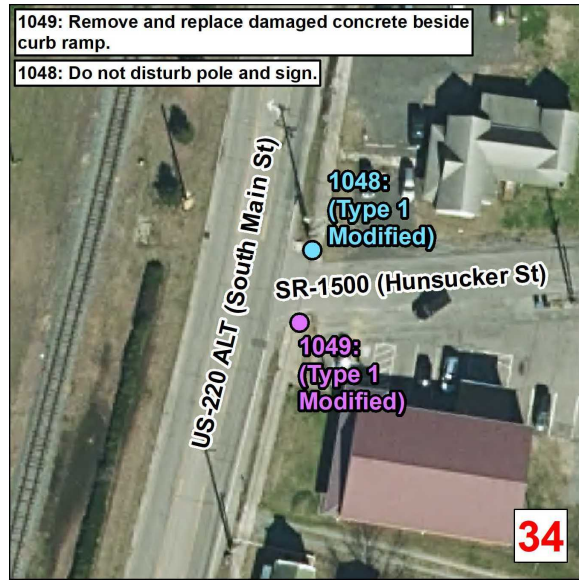 1049: Remove and replace damaged concrete beside
curb ramp.
1048: Do not disturb pole and sign.
1048:
(Type 1
Modified)
US-220 ALT (South Main St)
SR-1500 (Hunsucker St)
1049:
(Type 1
Modified)
34